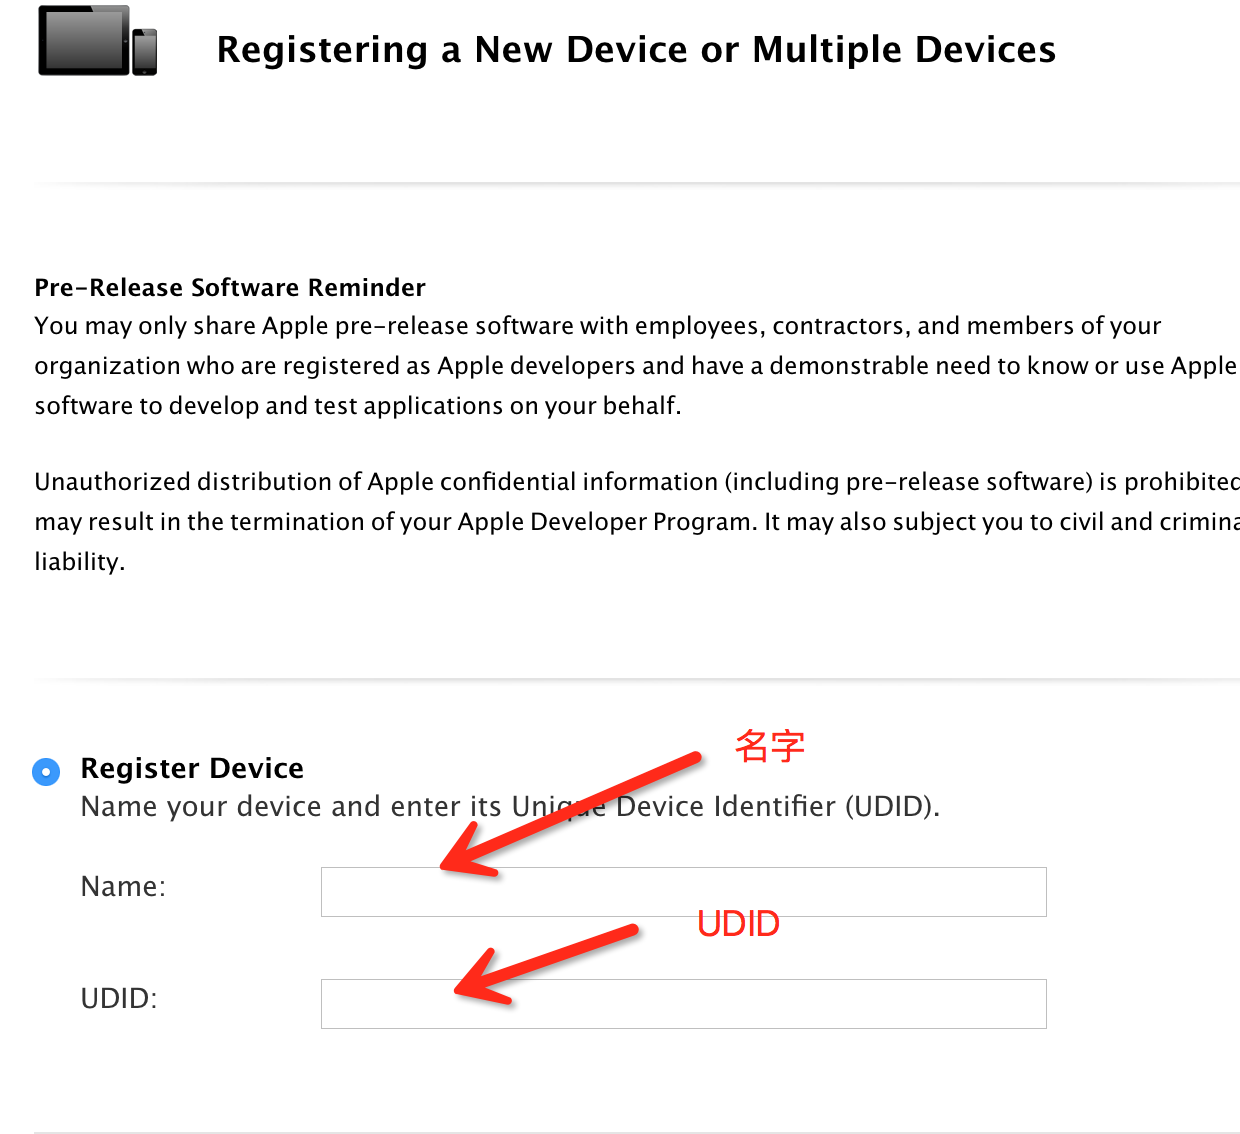 Registering a New Device or Multiple Devices
Pre-Release Software Reminder
You may only share Apple pre-release software with employees, contractors, and members of your
organization who are registered as Apple developers and have a demonstrable need to know or use Apple
software to develop and test applications on your behalf.
Unauthorized distribution of Apple confidential information (including pre-release software) is prohibited
may result in the termination of your Apple Developer Program. It may also subject you to civil and crimina
liability.
名字
Register Device
Name your device and enter its Unique Device Identifier (UDID).
Name:
UDID
UDID: